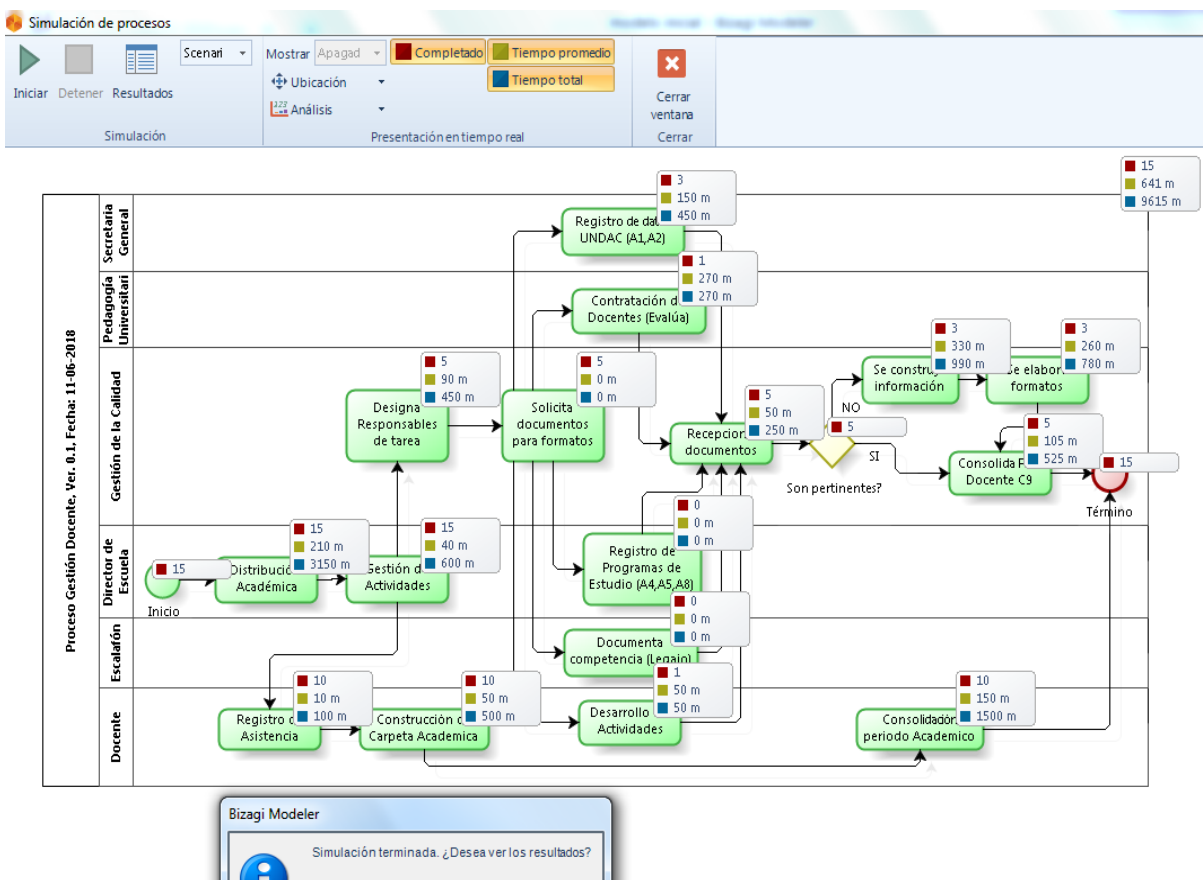 Simulación de procesos
Iniciar
Detener
Resultados
Scenari
Simulación
Mostrar
Apagad
Ubicación
Análisis
Completado
Tiempo promedio
Tiempo total
Presentación en tiempo real
Cerrar
ventana
Cerrar
15
641 m
9615 m
Proceso Gestión Docente, Ver. 0.1, Fecha: 11-06-2018
Secretaria
General
3
150 m
450 m
Registro de dat
UNDAC (A1,A2)
Pedagogía
Universitari
1
270 m
270 m
Contratación d
Docentes (Evalúa)
Gestión de la Calidad
5
90 m
450 m
Designa
Responsables
de tarea
5
0 m
0 m
Solicita
documentos
para formatos
5
50 m
250 m
Recepcion
documentos
5
Son pertinentes?
NO
SI
3
330 m
990 m
Se constru
información
3
260 m
780 m
Se elabor
formatos
5
105 m
525 m
Consolida
Docente C9
15
Término
Director de
Escuela
15
Inicio
15
210 m
3150 m
Distribució
Académica
15
40 m
600 m
Gestión d
Actividades
0
0 m
0 m
Registro de
Programas de
Estudio (A4,A5,A8)
Escalafón
0
0 m
0 m
Documenta
competencia (Legajo)
Docente
10
10 m
100 m
Registro
Asistencia
10
50 m
500 m
Construcción
Carpeta Academica
1
50 m
50 m
Desarrollo
Actividades
10
150 m
1500 m
Consolidación
periodo Academico
Bizagi Modeler
Simulación terminada. ¿Desea ver los resultados?